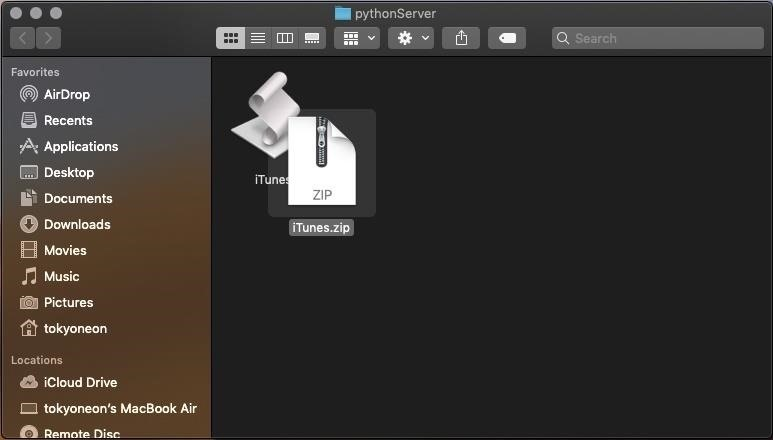 pythonServer
Search
Favorites
AirDrop
Recents
Applications
Desktop
Documents
Downloads
Movies
Music
Pictures
tokyoneon
Locations
iCloud Drive
tokyoneon's MacBook Air
Remote Disc
iTunes
ZIP
iTunes.zip